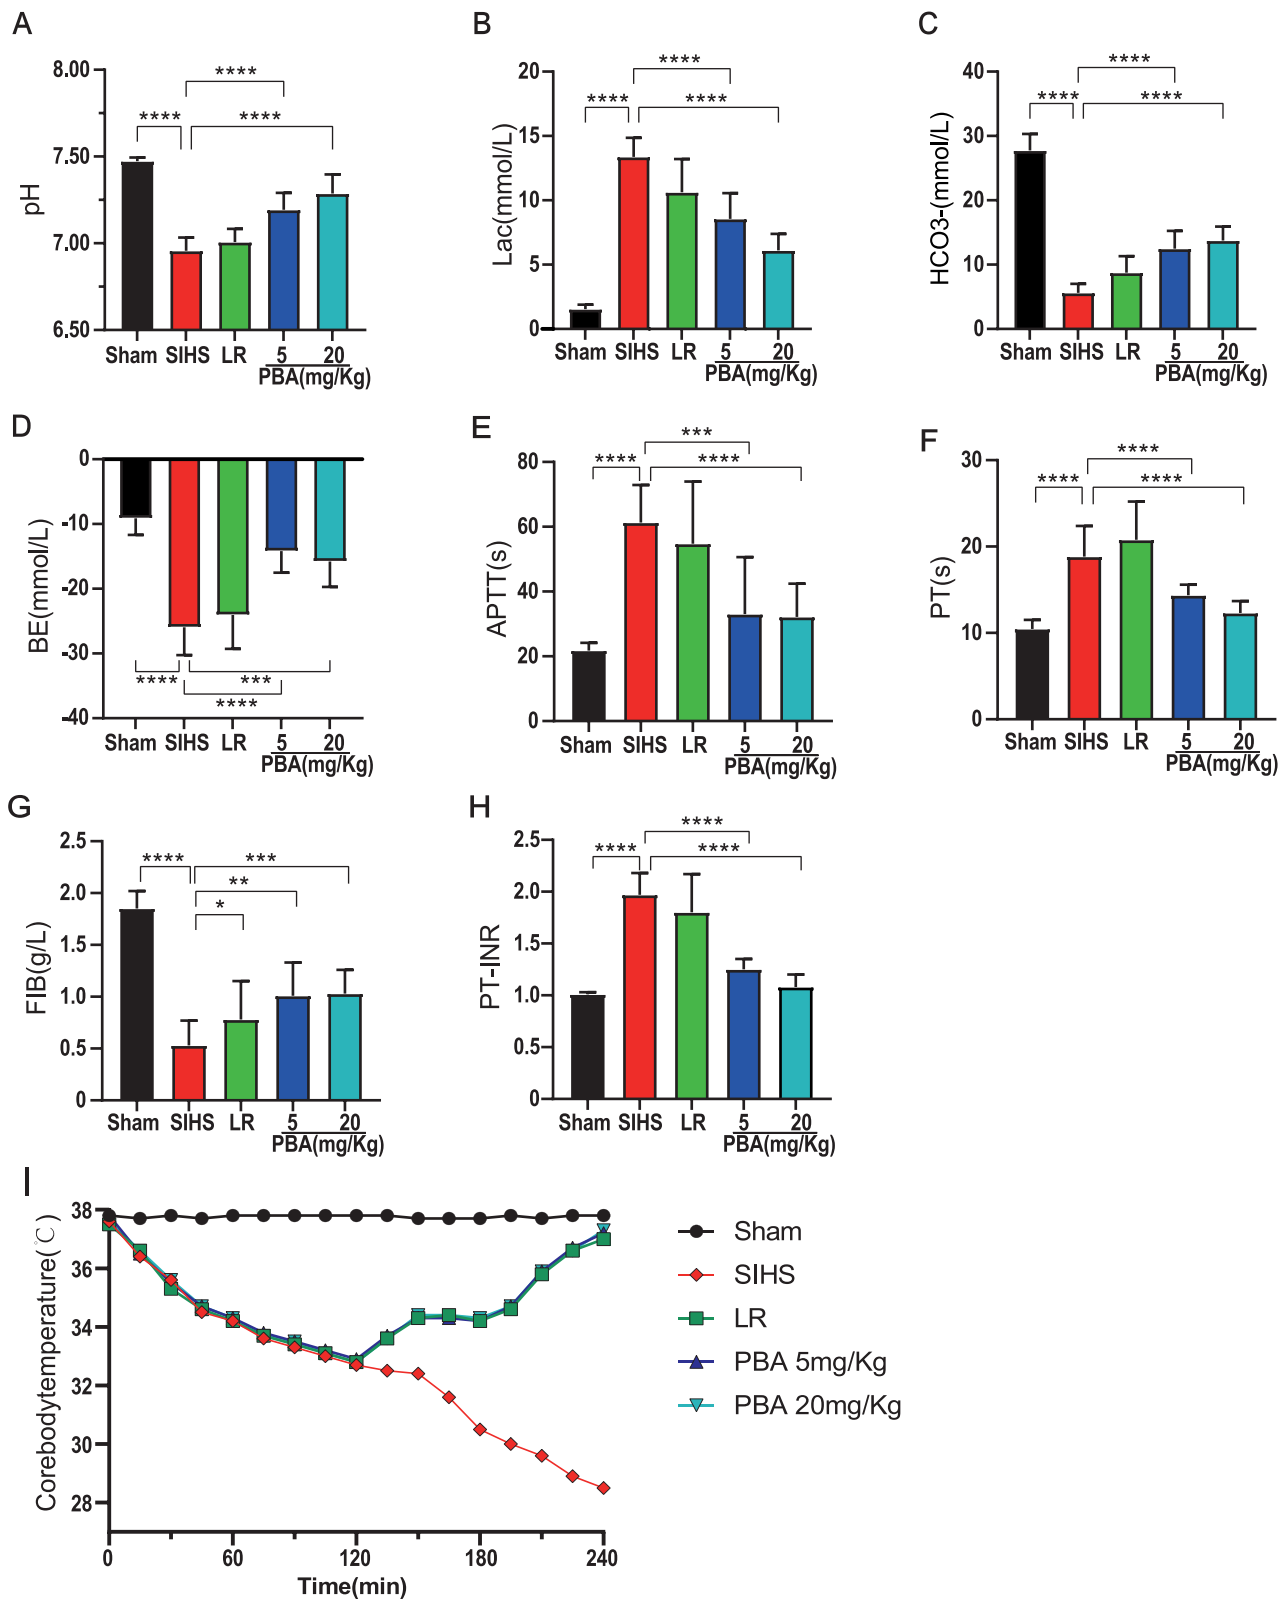 A
pH
8.00
7.50
7.00
6.50
****
****
****
Sham SIHS LR 5 20
PBA(mg/Kg)
B
Lac(mmol/L)
20
15
10
5
0
****
****
****
Sham SIHS LR 5 20
PBA(mg/Kg)
C
HCO3-(mmol/L)
40
30
20
10
0
****
****
****
Sham SIHS LR 5 20
PBA(mg/Kg)
D
BE(mmol/L)
0
-10
-20
-30
-40
**** ***
****
Sham SIHS LR 5 20
PBA(mg/Kg)
E
APTT(s)
80
60
40
20
0
***
****
****
Sham SIHS LR 5 20
PBA(mg/Kg)
F
PT(s)
30
20
10
0
****
****
****
Sham SIHS LR 5 20
PBA(mg/Kg)
G
FIB(g/L)
2.5
2.0
1.5
1.0
0.5
0
**** ***
**
*
Sham SIHS LR 5 20
PBA(mg/Kg)
H
PT-INR
2.5
2.0
1.5
1.0
0.5
0
****
****
****
Sham SIHS LR 5 20
PBA(mg/Kg)
I
Corebodytemperature(℃)
38
36
34
32
30
28
0 60 120 180 240
Time(min)
Sham
SIHS
LR
PBA 5mg/Kg
PBA 20mg/Kg